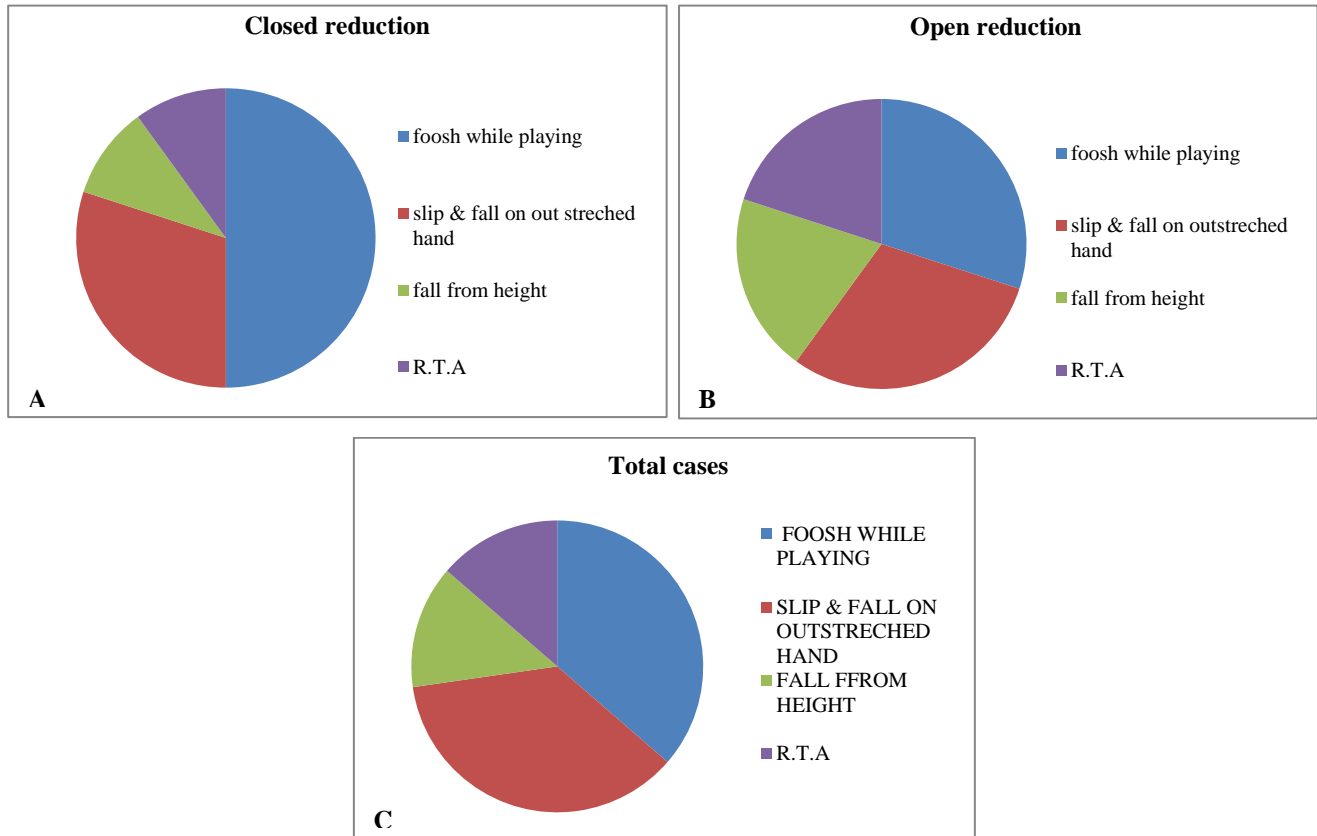 Closed reduction
foosh while playing
slip & fall on out streched
hand
fall from height
R.T.A
A
Open reduction
foosh while playing
slip & fall on outstreched
hand
fall from height
R.T.A
B
Total cases
FOOSH WHILE
PLAYING
SLIP & FALL ON
OUTSTRECHED
HAND
FALL FFROM
HEIGHT
R.T.A
C